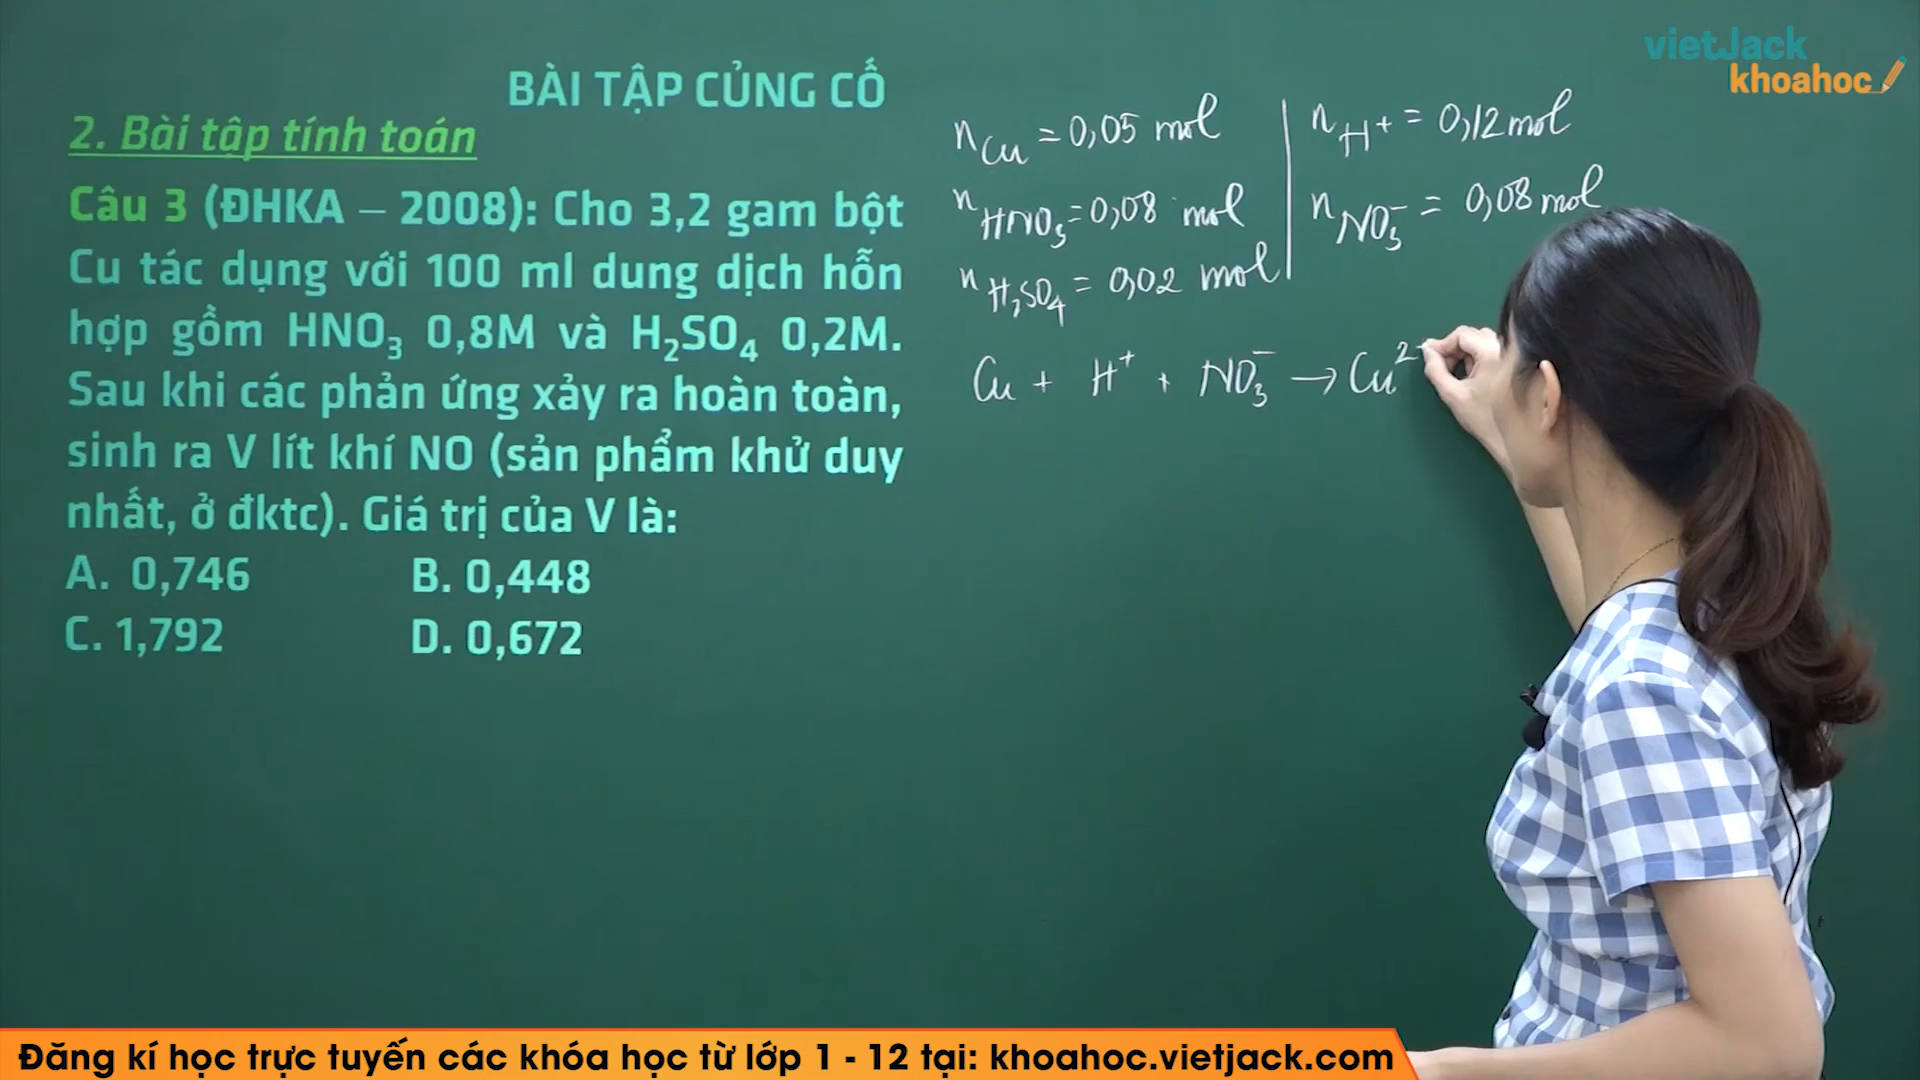 vietJack
khoahoc
BÀI TẬP CỦNG CỐ
2. Bài tập tính toán
Câu 3 (ĐHKA – 2008): Cho 3,2 gam bột
Cu tác dụng với 100 ml dung dịch hỗn
hợp gồm HNO₃ 0,8M và H₂SO₄ 0,2M.
Sau khi các phản ứng xảy ra hoàn toàn,
sinh ra V lít khí NO (sản phẩm khử duy
nhất, ở đktc). Giá trị của V là:
A. 0,746 B. 0,448
C. 1,792 D. 0,672
n Cu = 0,05 mol
n HNO₃ = 0,08 mol
n H₂SO₄ = 0,02 mol
n H⁺ = 0,12 mol
n NO₃⁻ = 0,08 mol
Cu + H⁺ + NO₃⁻ → Cu²⁺
Đăng kí học trực tuyến các khóa học từ lớp 1 - 12 tại: khoahoc.vietjack.com